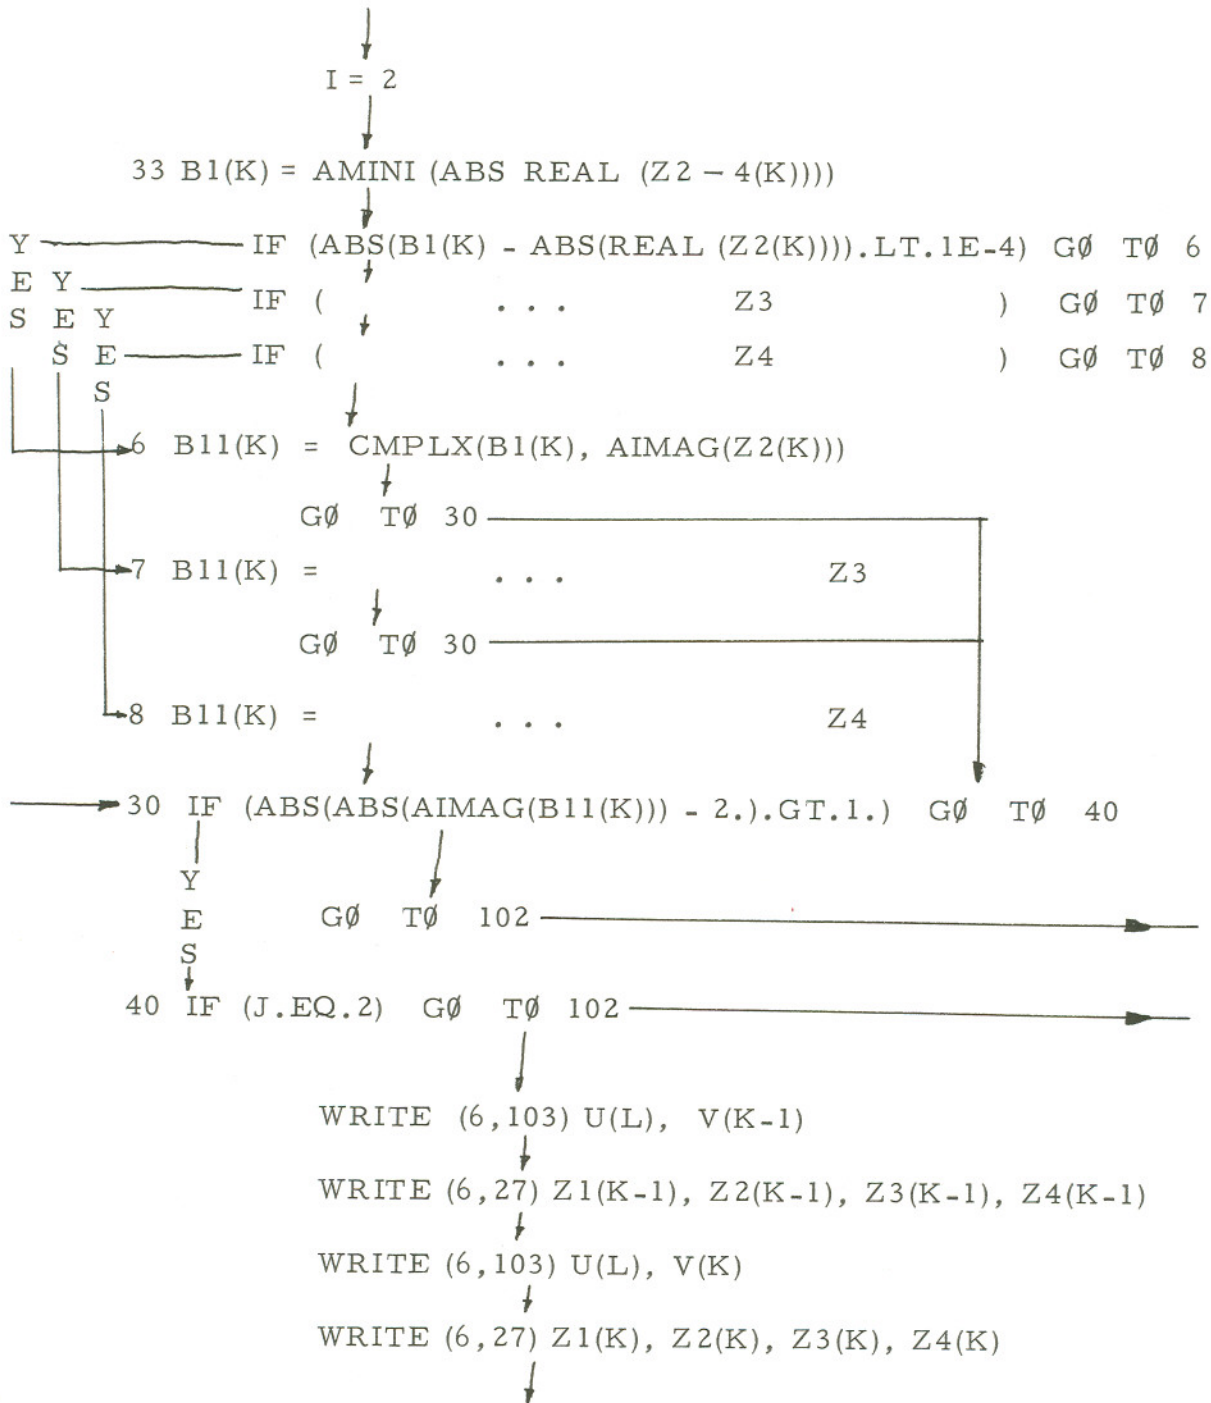 I = 2
33 B1(K) = AMINI (ABS REAL (Z2 - 4(K))))
YES IF (ABS(B1(K) - ABS(REAL (Z2(K)))).LT.1E-4) GØ TØ 6
YES IF ( ... Z3 ) GØ TØ 7
YES IF ( ... Z4 ) GØ TØ 8
6 B11(K) = CMPLX(B1(K), AIMAG(Z2(K)))
GØ TØ 30
7 B11(K) = ... Z3
GØ TØ 30
8 B11(K) = ... Z4
30 IF (ABS(ABS(AIMAG(B11(K))) - 2.).GT.1.) GØ TØ 40
YES
GØ TØ 102
40 IF (J.EQ.2) GØ TØ 102
WRITE (6,103) U(L), V(K-1)
WRITE (6,27) Z1(K-1), Z2(K-1), Z3(K-1), Z4(K-1)
WRITE (6,103) U(L), V(K)
WRITE (6,27) Z1(K), Z2(K), Z3(K), Z4(K)